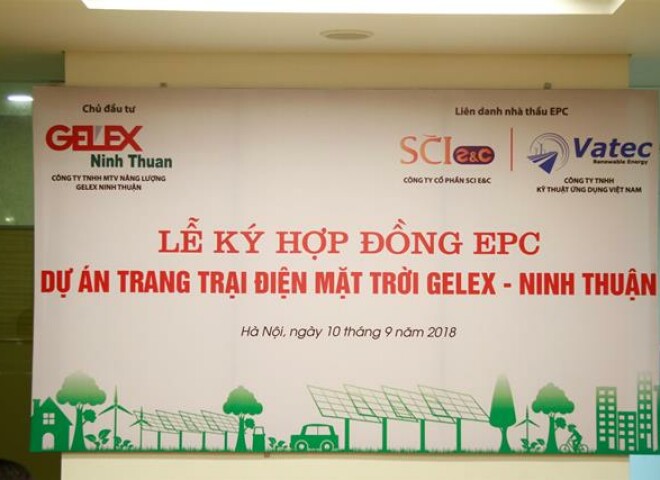 Chủ đầu tư
GELEX
Ninh Thuan
CÔNG TY TNHH MTV NĂNG LƯỢNG
GELEX NINH THUẬN
Liên danh nhà thầu EPC
SCI E&C
CÔNG TY CỔ PHẦN SCI E&C
Vatec
Renewable Energy
CÔNG TY TNHH
KỸ THUẬT ỨNG DỤNG VIỆT NAM
LỄ KÝ HỢP ĐỒNG EPC
DỰ ÁN TRANG TRẠI ĐIỆN MẶT TRỜI GELEX - NINH THUẬN
Hà Nội, ngày 10 tháng 9 năm 2018